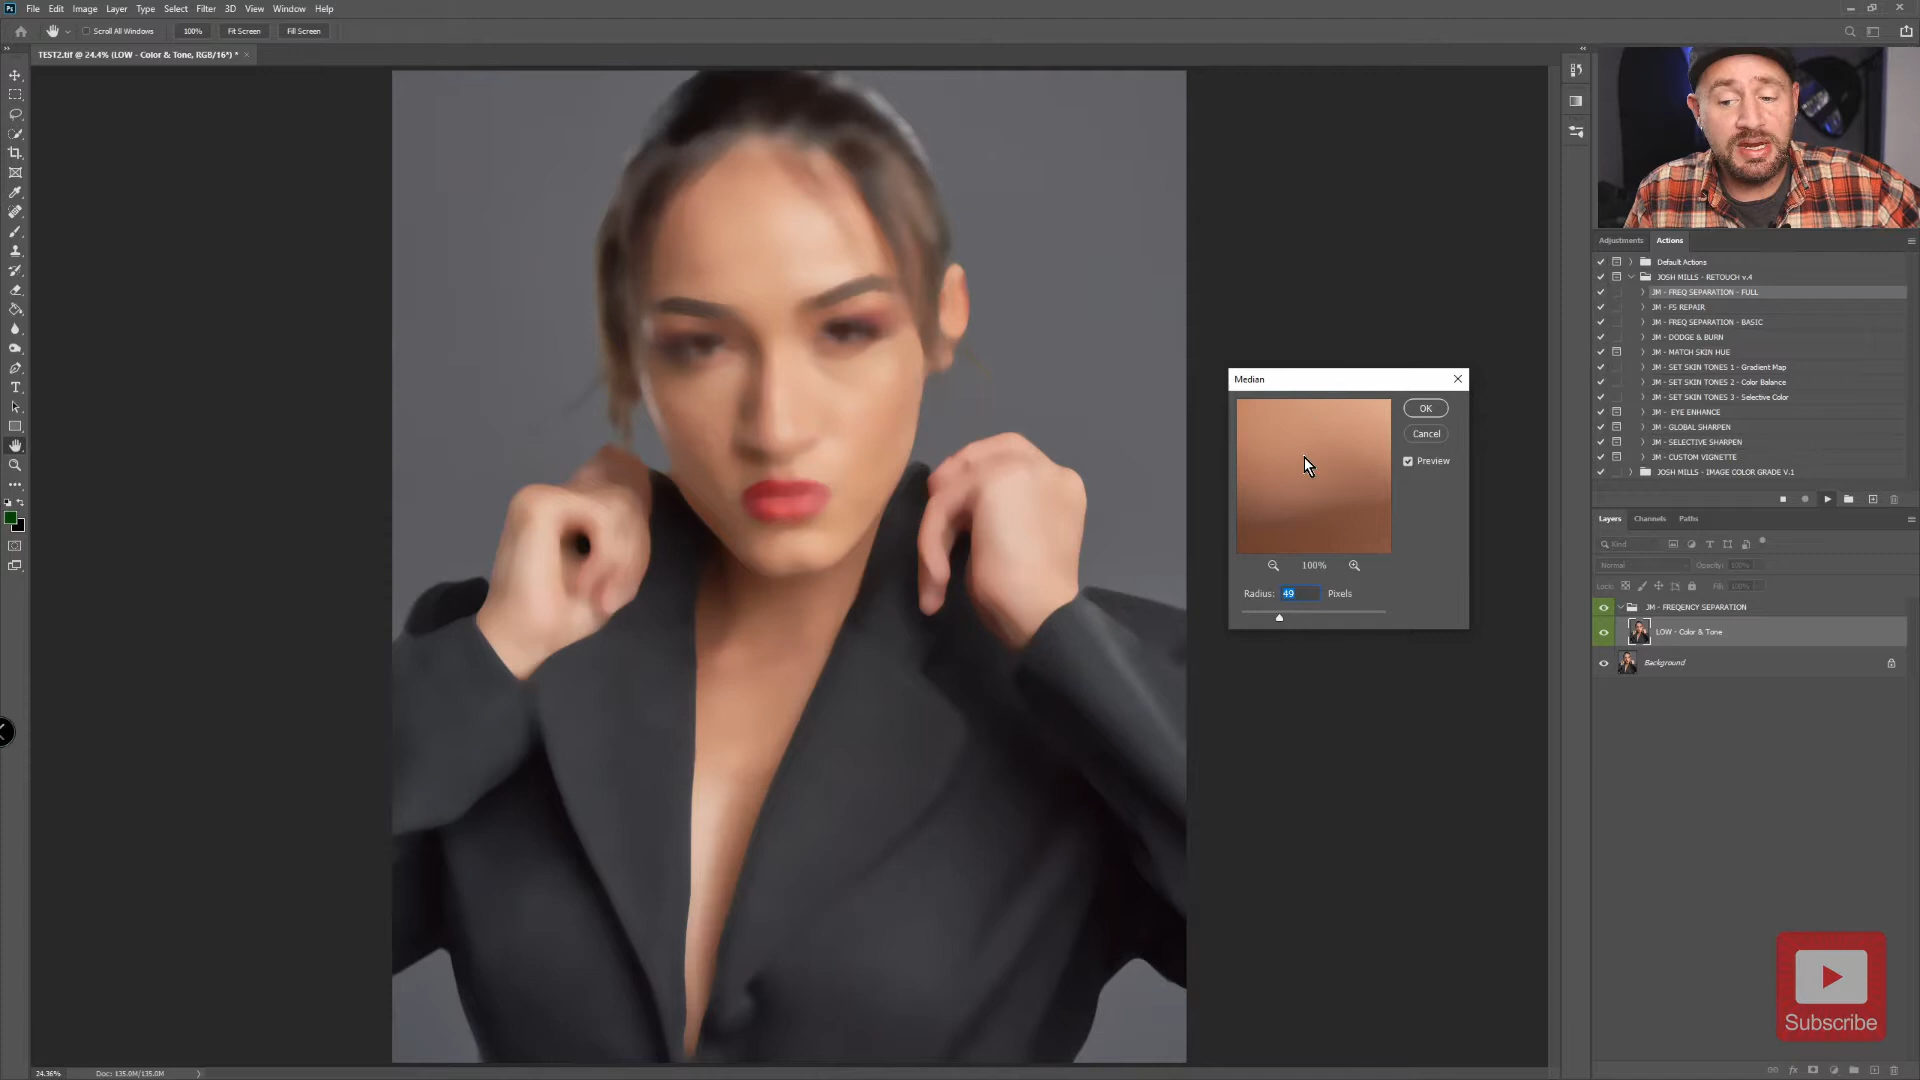 Ps File Edit Image Layer Type Select Filter 3D View Window Help
Scroll All Windows 100% Fit Screen Fill Screen
TEST2.tif @ 24.4% (LOW - Color & Tone, RGB/16*) *
Adjustments Actions
Default Actions
JOSH MILLS - RETOUCH v.4
JM - FREQ SEPARATION - FULL
JM - FS REPAIR
JM - FREQ SEPARATION - BASIC
JM - DODGE & BURN
JM - MATCH SKIN HUE
JM - SET SKIN TONES 1 - Gradient Map
JM - SET SKIN TONES 2 - Color Balance
JM - SET SKIN TONES 3 - Selective Color
JM - EYE ENHANCE
JM - GLOBAL SHARPEN
JM - SELECTIVE SHARPEN
JM - CUSTOM VIGNETTE
JOSH MILLS - IMAGE COLOR GRADE V.1
Median
OK
Cancel
Preview
100%
Radius: 49 Pixels
Layers Channels Paths
Kind
Normal Opacity: 100%
Lock: Fill: 100%
JM - FREQENCY SEPARATION
LOW - Color & Tone
Background
Subscribe
24.36% Doc: 135.0M/135.0M